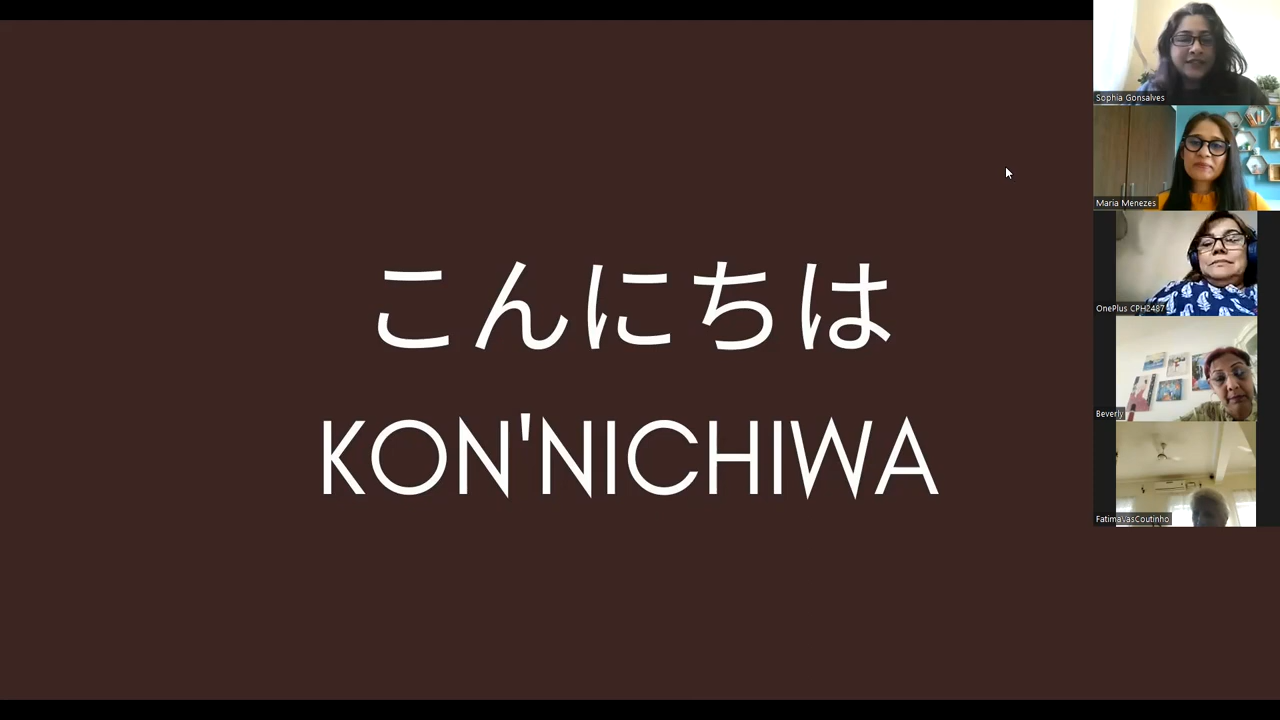 こんにちは
KON'NICHIWA
Sophia Gonsalves
Maria Menezes
OnePlus CPH2487
Beverly
FatimaVasCoutinho